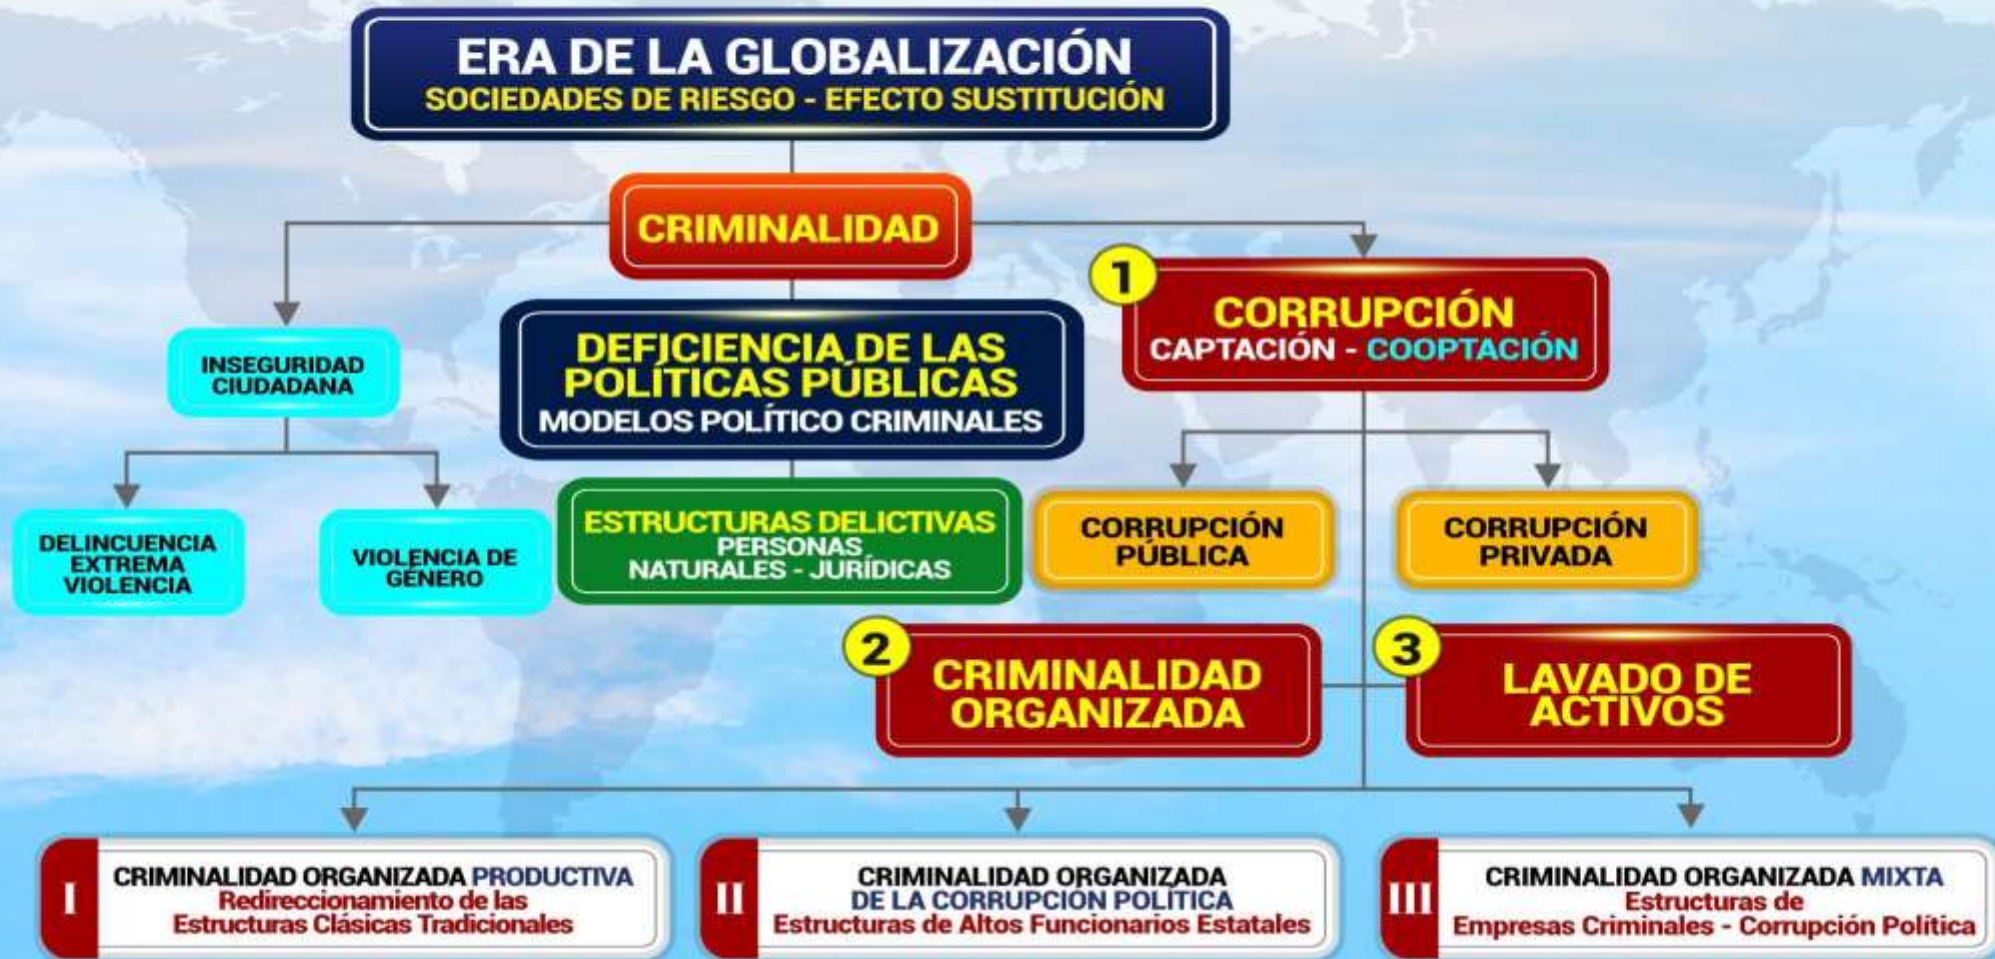 ERA DE LA GLOBALIZACIÓN
SOCIEDADES DE RIESGO - EFECTO SUSTITUCIÓN
CRIMINALIDAD
1
CORRUPCIÓN
CAPTACIÓN - COOPTACIÓN
INSEGURIDAD
CIUDADANA
DEFICIENCIA DE LAS
POLÍTICAS PÚBLICAS
MODELOS POLÍTICO CRIMINALES
DELINCUENCIA
EXTREMA
VIOLENCIA
VIOLENCIA DE
GÉNERO
ESTRUCTURAS DELICTIVAS
PERSONAS
NATURALES - JURÍDICAS
CORRUPCIÓN
PÚBLICA
CORRUPCIÓN
PRIVADA
2
CRIMINALIDAD
ORGANIZADA
3
LAVADO DE
ACTIVOS
I
CRIMINALIDAD ORGANIZADA PRODUCTIVA
Redireccionamiento de las
Estructuras Clásicas Tradicionales
II
CRIMINALIDAD ORGANIZADA
DE LA CORRUPCION POLÍTICA
Estructuras de Altos Funcionarios Estatales
III
CRIMINALIDAD ORGANIZADA MIXTA
Estructuras de
Empresas Criminales - Corrupción Política